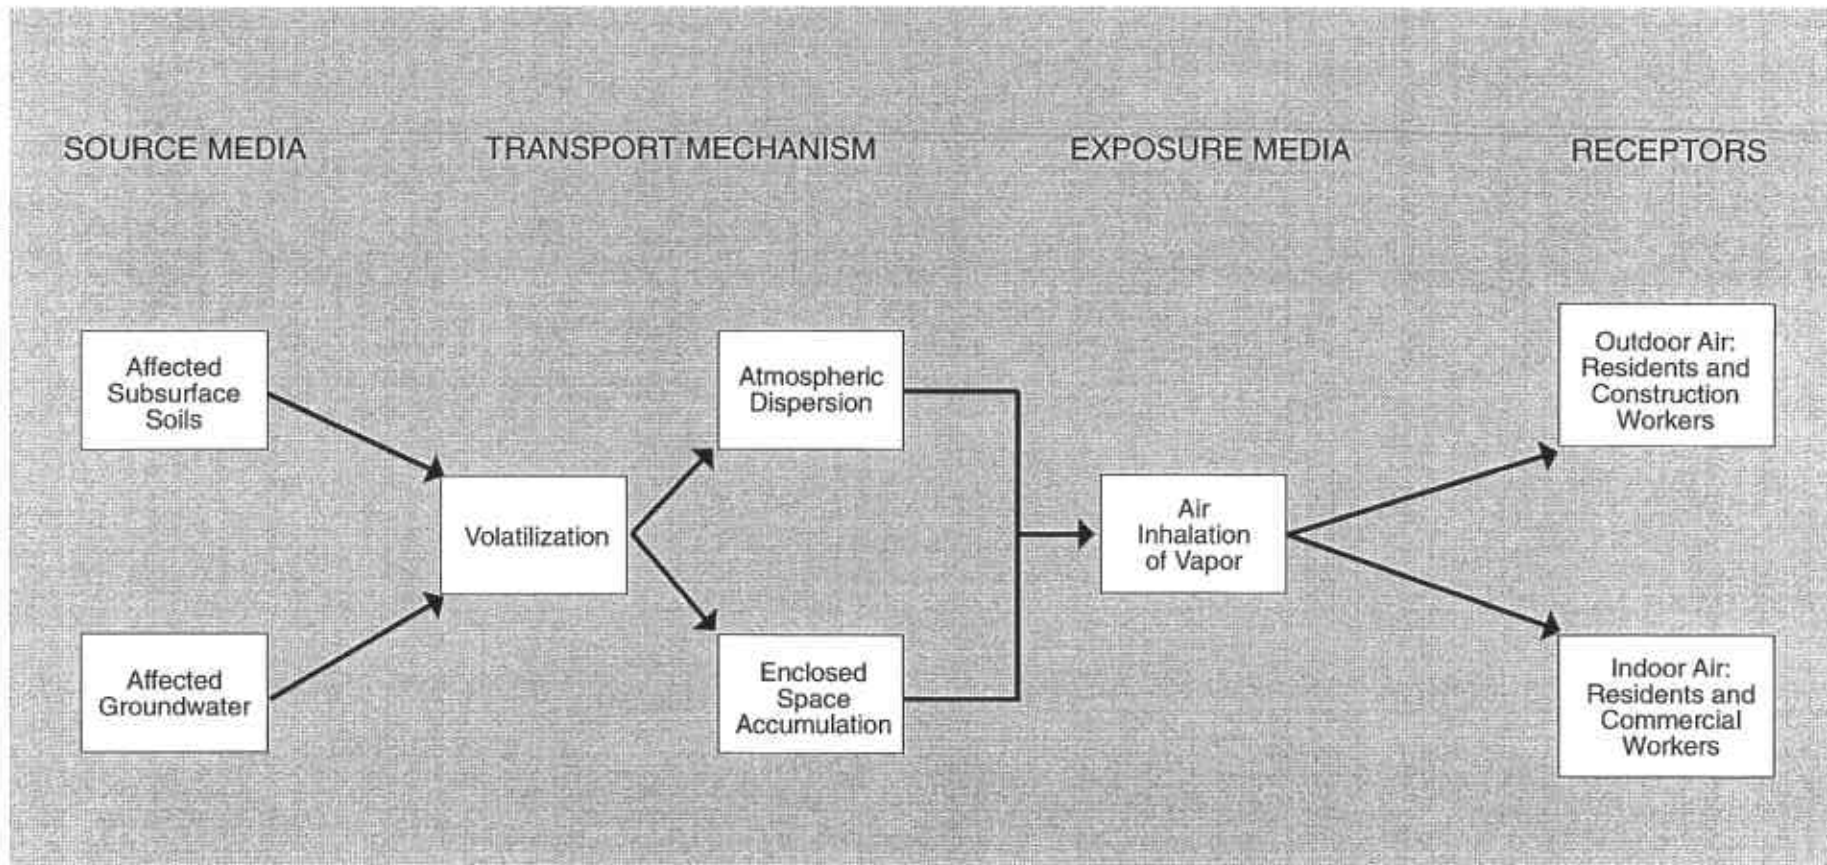 SOURCE MEDIA
TRANSPORT MECHANISM
EXPOSURE MEDIA
RECEPTORS
Affected
Subsurface
Soils
Affected
Groundwater
Volatilization
Atmospheric
Dispersion
Enclosed
Space
Accumulation
Air
Inhalation
of Vapor
Outdoor Air:
Residents and
Construction
Workers
Indoor Air:
Residents and
Commercial
Workers